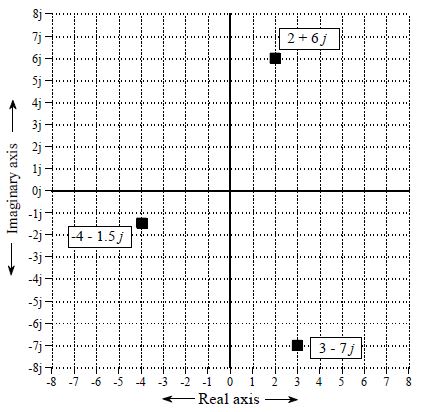 8j
7j
2 + 6 j
6j
5j
4j
3j
2j
1j
0j
-1j
-2j
-4 - 1.5 j
-3j
-4j
-5j
-6j
-7j
3 - 7 j
-8j
-8 -7 -6 -5 -4 -3 -2 -1 0 1 2 3 4 5 6 7 8
Imaginary axis
Real axis